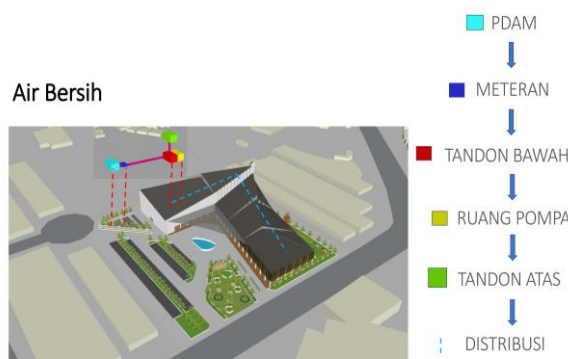 Air Bersih
PDAM
METERAN
TANDON BAWAH
RUANG POMPA
TANDON ATAS
DISTRIBUSI